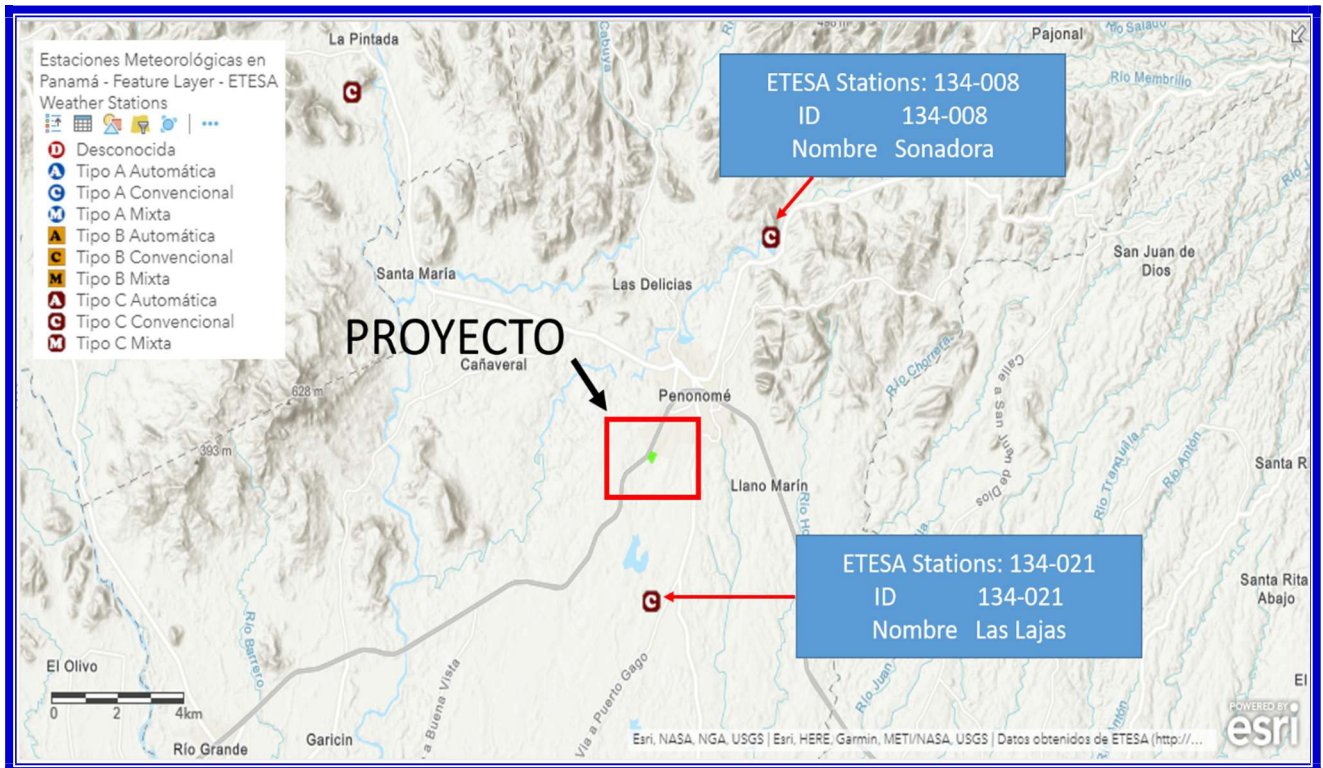 Estaciones Meteorológicas en
Panamá - Feature Layer - ETESA
Weather Stations
D Desconocida
A Tipo A Automática
C Tipo A Convencional
M Tipo A Mixta
A Tipo B Automática
C Tipo B Convencional
M Tipo B Mixta
A Tipo C Automática
C Tipo C Convencional
M Tipo C Mixta
La Pintada
C
Cabuya
Pajonal
Río Salado
Río Membrillo
ETESA Stations: 134-008
ID 134-008
Nombre Sonadora
C
San Juan de
Dios
Santa María
Las Delicias
PROYECTO
Cañaveral
Penonomé
Río Chorrera
Calle a San Juan de Dios
628 m
393 m
Río Tranquila
Río Antón
Santa R
Llano Marín
ETESA Stations: 134-021
ID 134-021
Nombre Las Lajas
C
Santa Rita
Abajo
Río Barrero
El Olivo
a Buena Vista
Vía a Puerto Gago
Río Juan
Antón
El
0 2 4km
Río Grande
Garicin
Esri, NASA, NGA, USGS | Esri, HERE, Garmin, METI/NASA, USGS | Datos obtenidos de ETESA (http://...
POWERED BY
esri